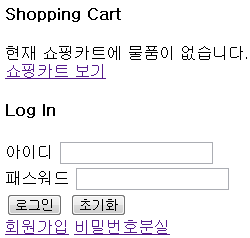 Shopping Cart
현재 쇼핑카트에 물품이 없습니다.
쇼핑카트 보기
Log In
아이디
패스워드
로그인 초기화
회원가입 비밀번호분실